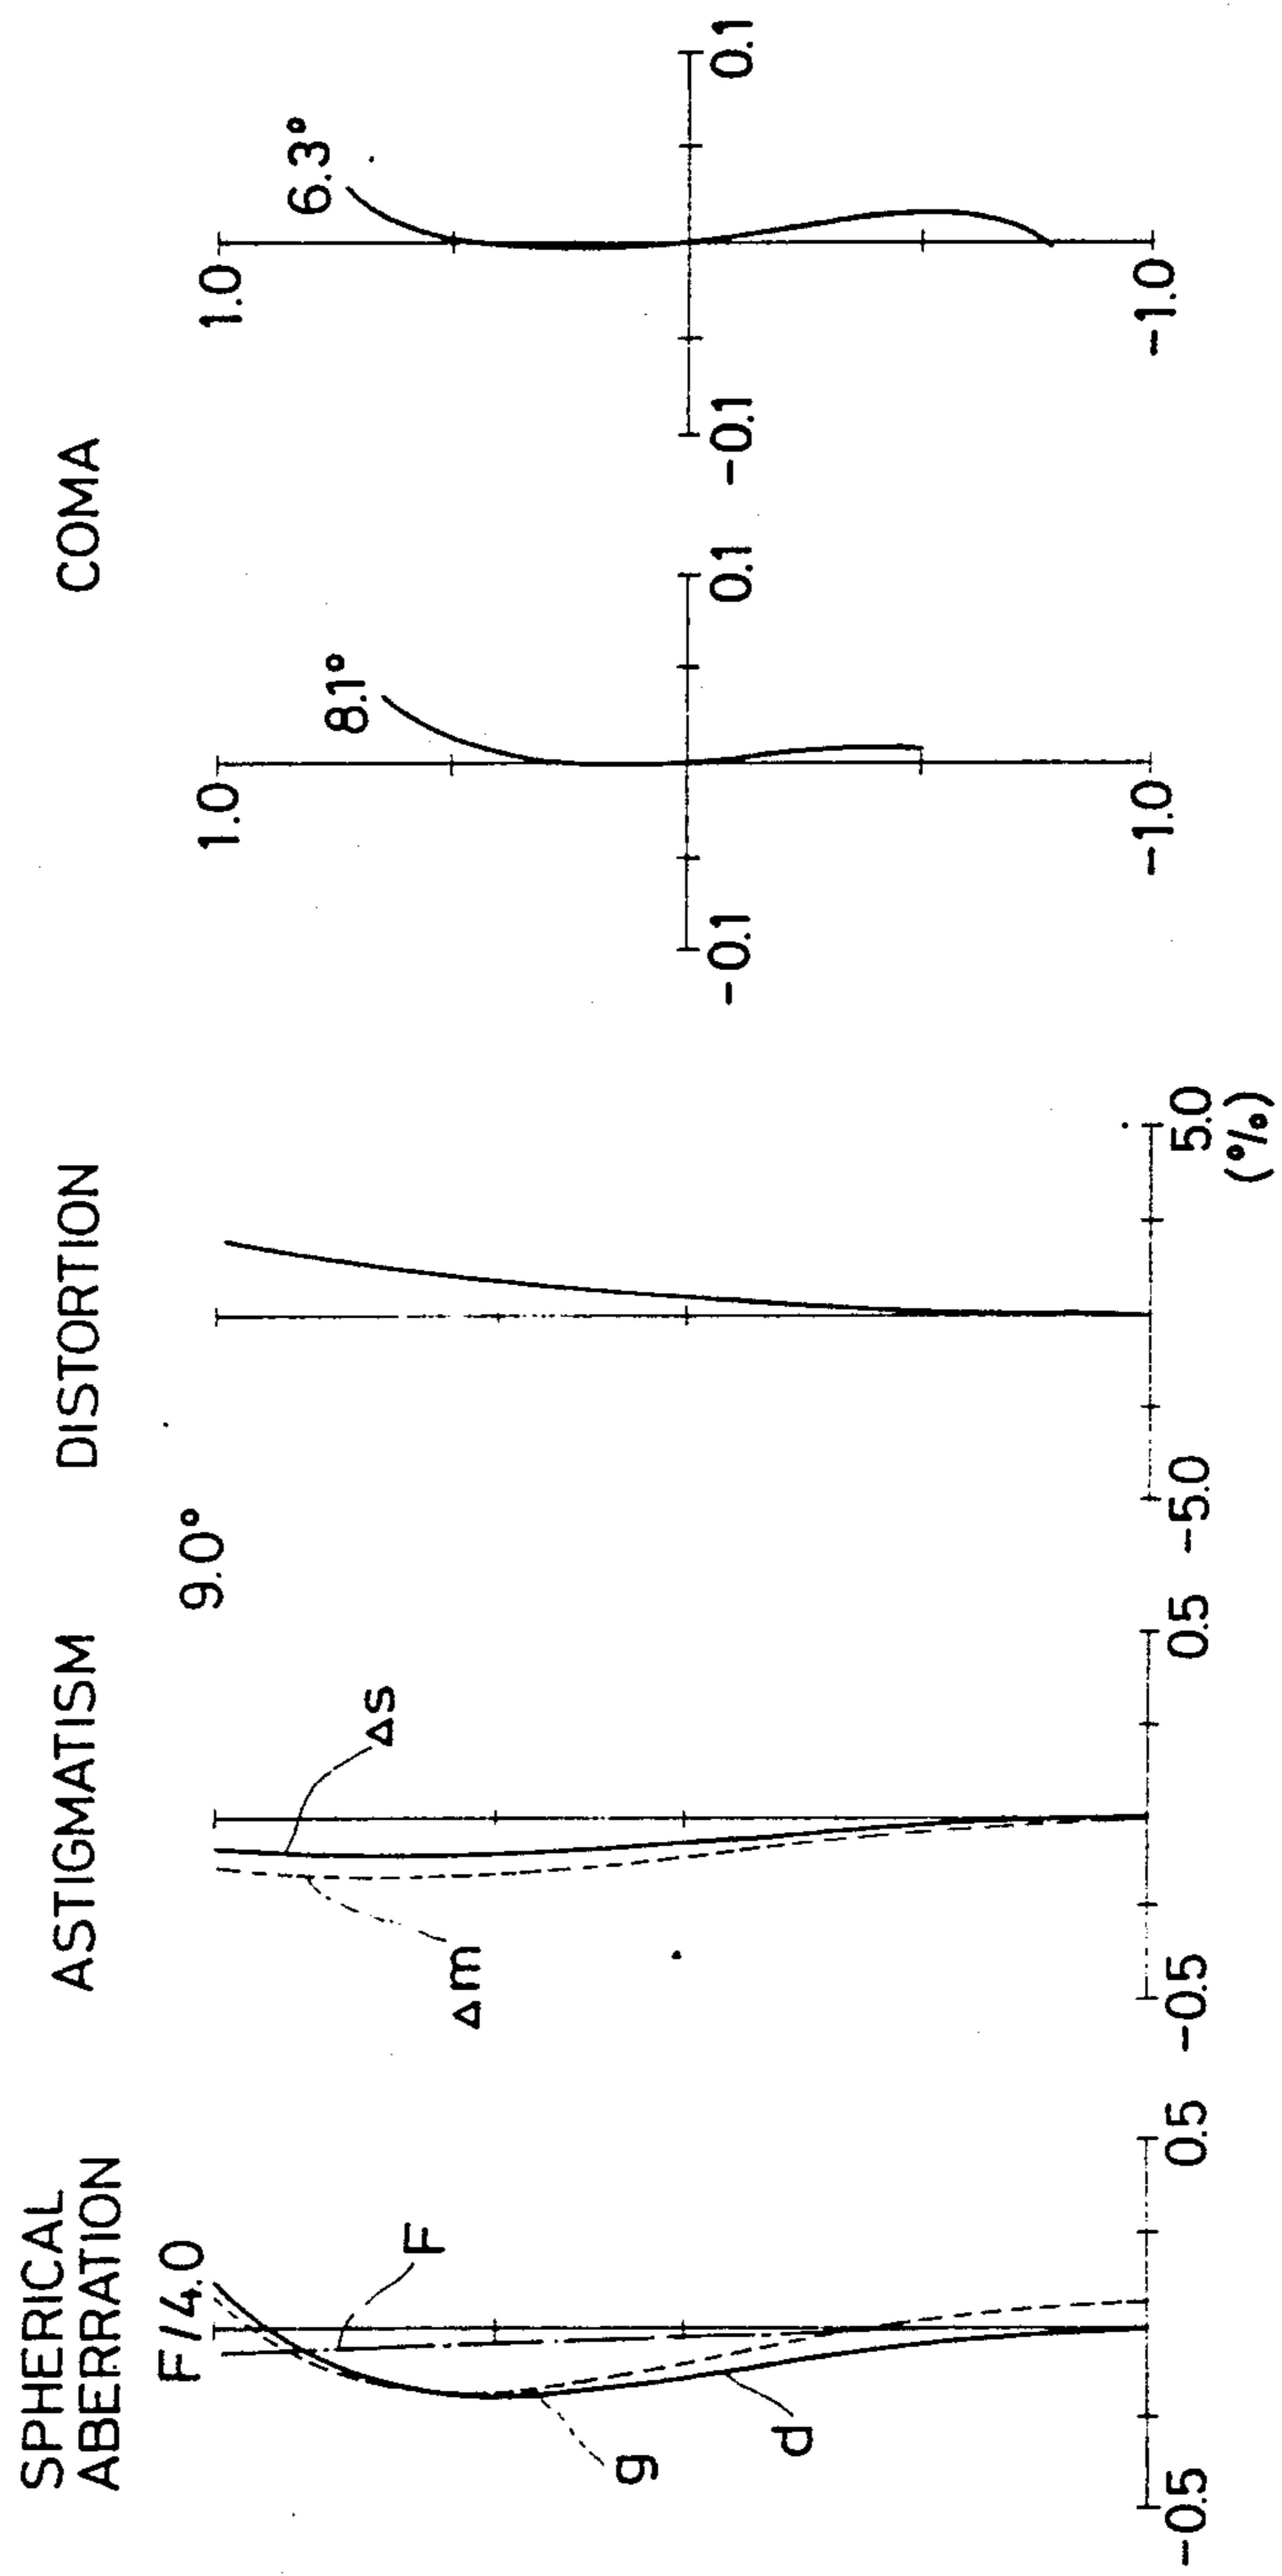 SPHERICAL
ABERRATION
F/4.0
F
g
d
-0.5
0.5
ASTIGMATISM
9.0°
Δs
Δm
-0.5
0.5
DISTORTION
-5.0
5.0
(%)
COMA
1.0
8.1°
-0.1
0.1
-1.0
1.0
6.3°
-0.1
0.1
-1.0